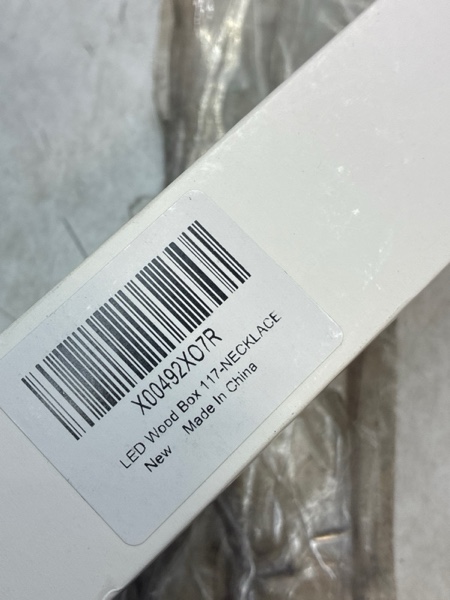 X00492XO7R
LED Wood Box 117-NECKLACE
New Made In China